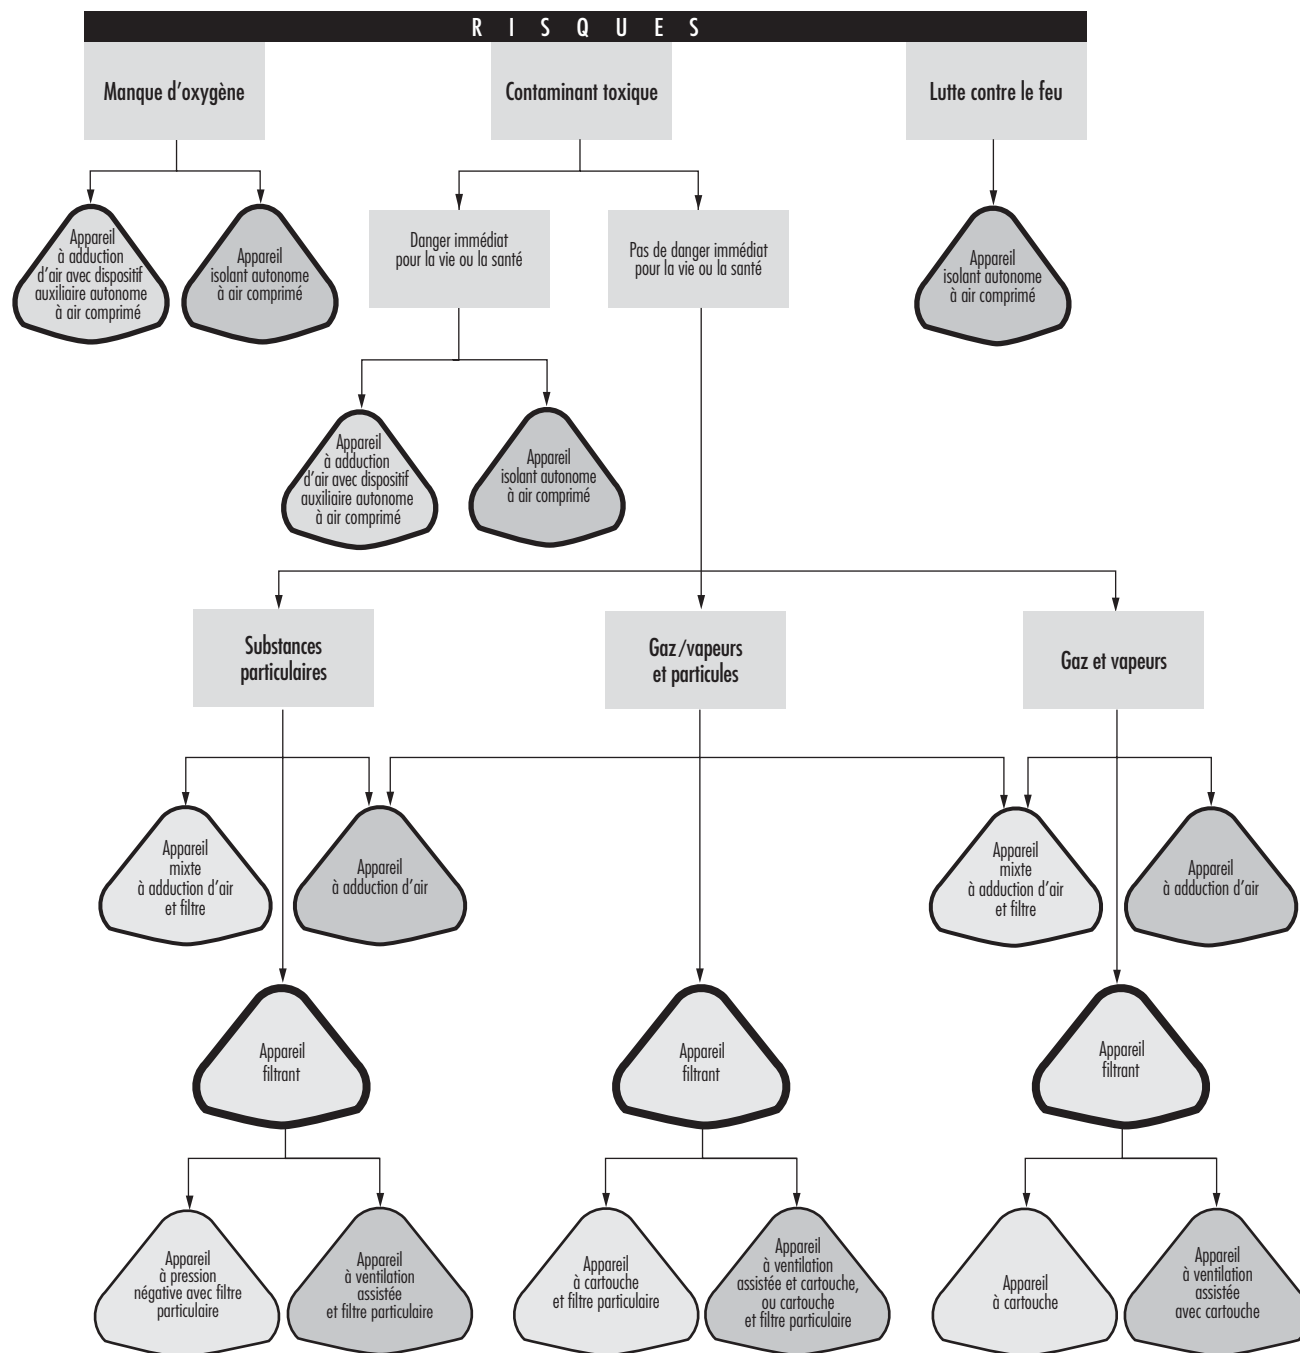 RISQUES
Manque d'oxygène
Contaminant toxique
Lutte contre le feu
Appareil
à adduction
d'air avec dispositif
auxiliaire autonome
à air comprimé
Appareil
isolant autonome
à air comprimé
Danger immédiat
pour la vie ou la santé
Pas de danger immédiat
pour la vie ou la santé
Appareil
isolant autonome
à air comprimé
Appareil
à adduction
d'air avec dispositif
auxiliaire autonome
à air comprimé
Appareil
isolant autonome
à air comprimé
Substances
particulaires
Gaz/vapeurs
et particules
Gaz et vapeurs
Appareil
mixte
à adduction d'air
et filtre
Appareil
à adduction d'air
Appareil
mixte
à adduction d'air
et filtre
Appareil
à adduction d'air
Appareil
filtrant
Appareil
filtrant
Appareil
filtrant
Appareil
à pression
négative avec filtre
particulaire
Appareil
à ventilation
assistée
et filtre particulaire
Appareil
à cartouche
et filtre particulaire
Appareil
à ventilation
assistée et cartouche,
ou cartouche
et filtre particulaire
Appareil
à cartouche
Appareil
à ventilation
assistée
avec cartouche